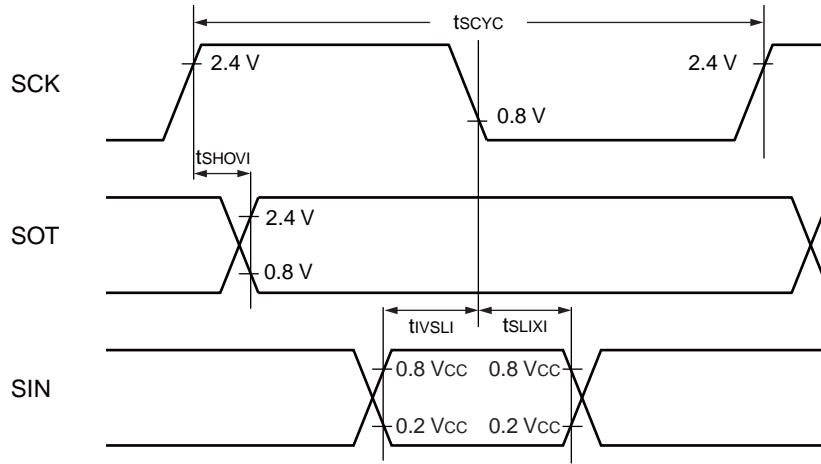 tSCYC
SCK
2.4 V
2.4 V
0.8 V
tSHOVI
SOT
2.4 V
0.8 V
tIVSLI
tSLIXI
SIN
0.8 VCC
0.8 VCC
0.2 VCC
0.2 VCC